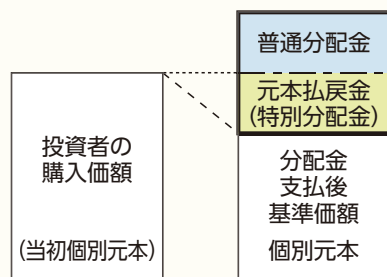 普通分配金
元本払戻金
(特別分配金)
投資者の
購入価額
(当初個別元本)
分配金
支払後
基準価額
個別元本